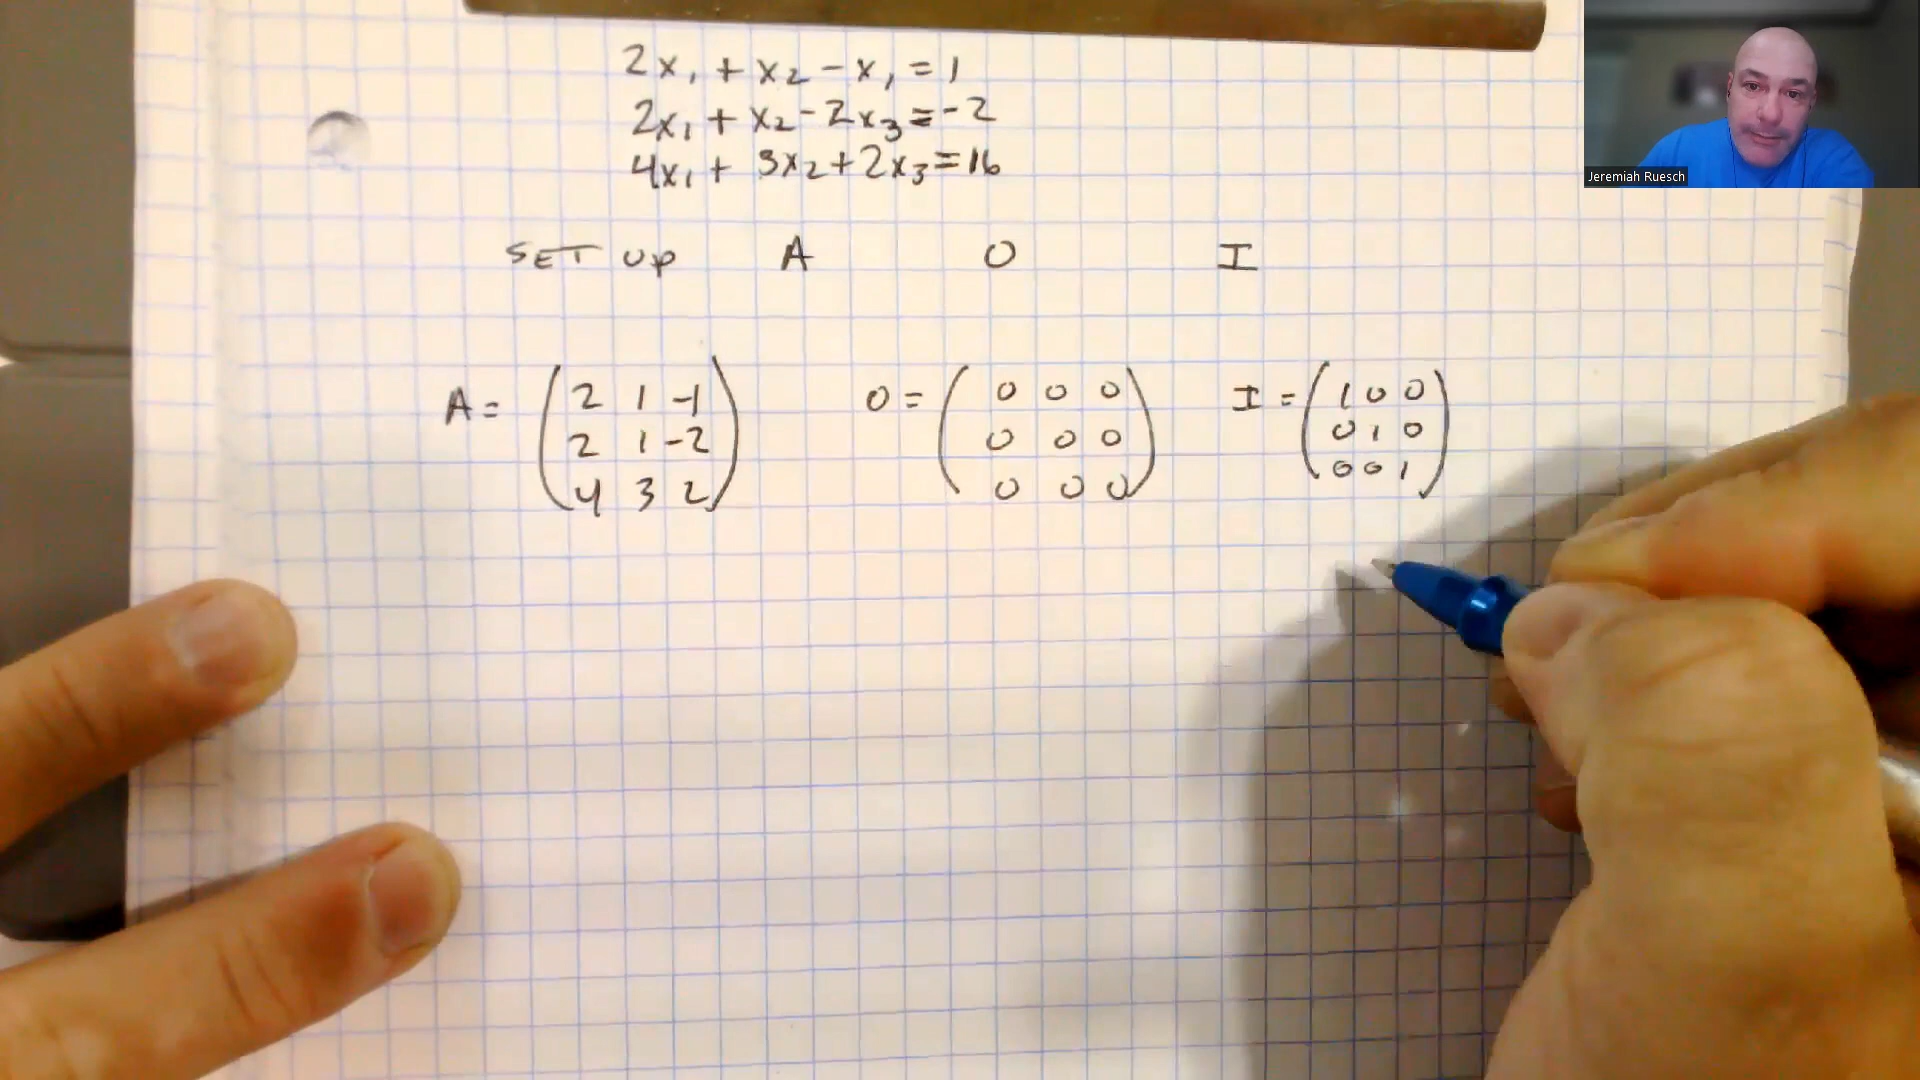 2x₁ + x₂ - x₁ = 1
2x₁ + x₂ - 2x₃ = -2
4x₁ + 3x₂ + 2x₃ = 16
Jeremiah Ruesch
SET UP A O I
A = (2 1 -1
2 1 -2
4 3 2)
O = (0 0 0
0 0 0
0 0 0)
I = (1 0 0
0 1 0
0 0 1)